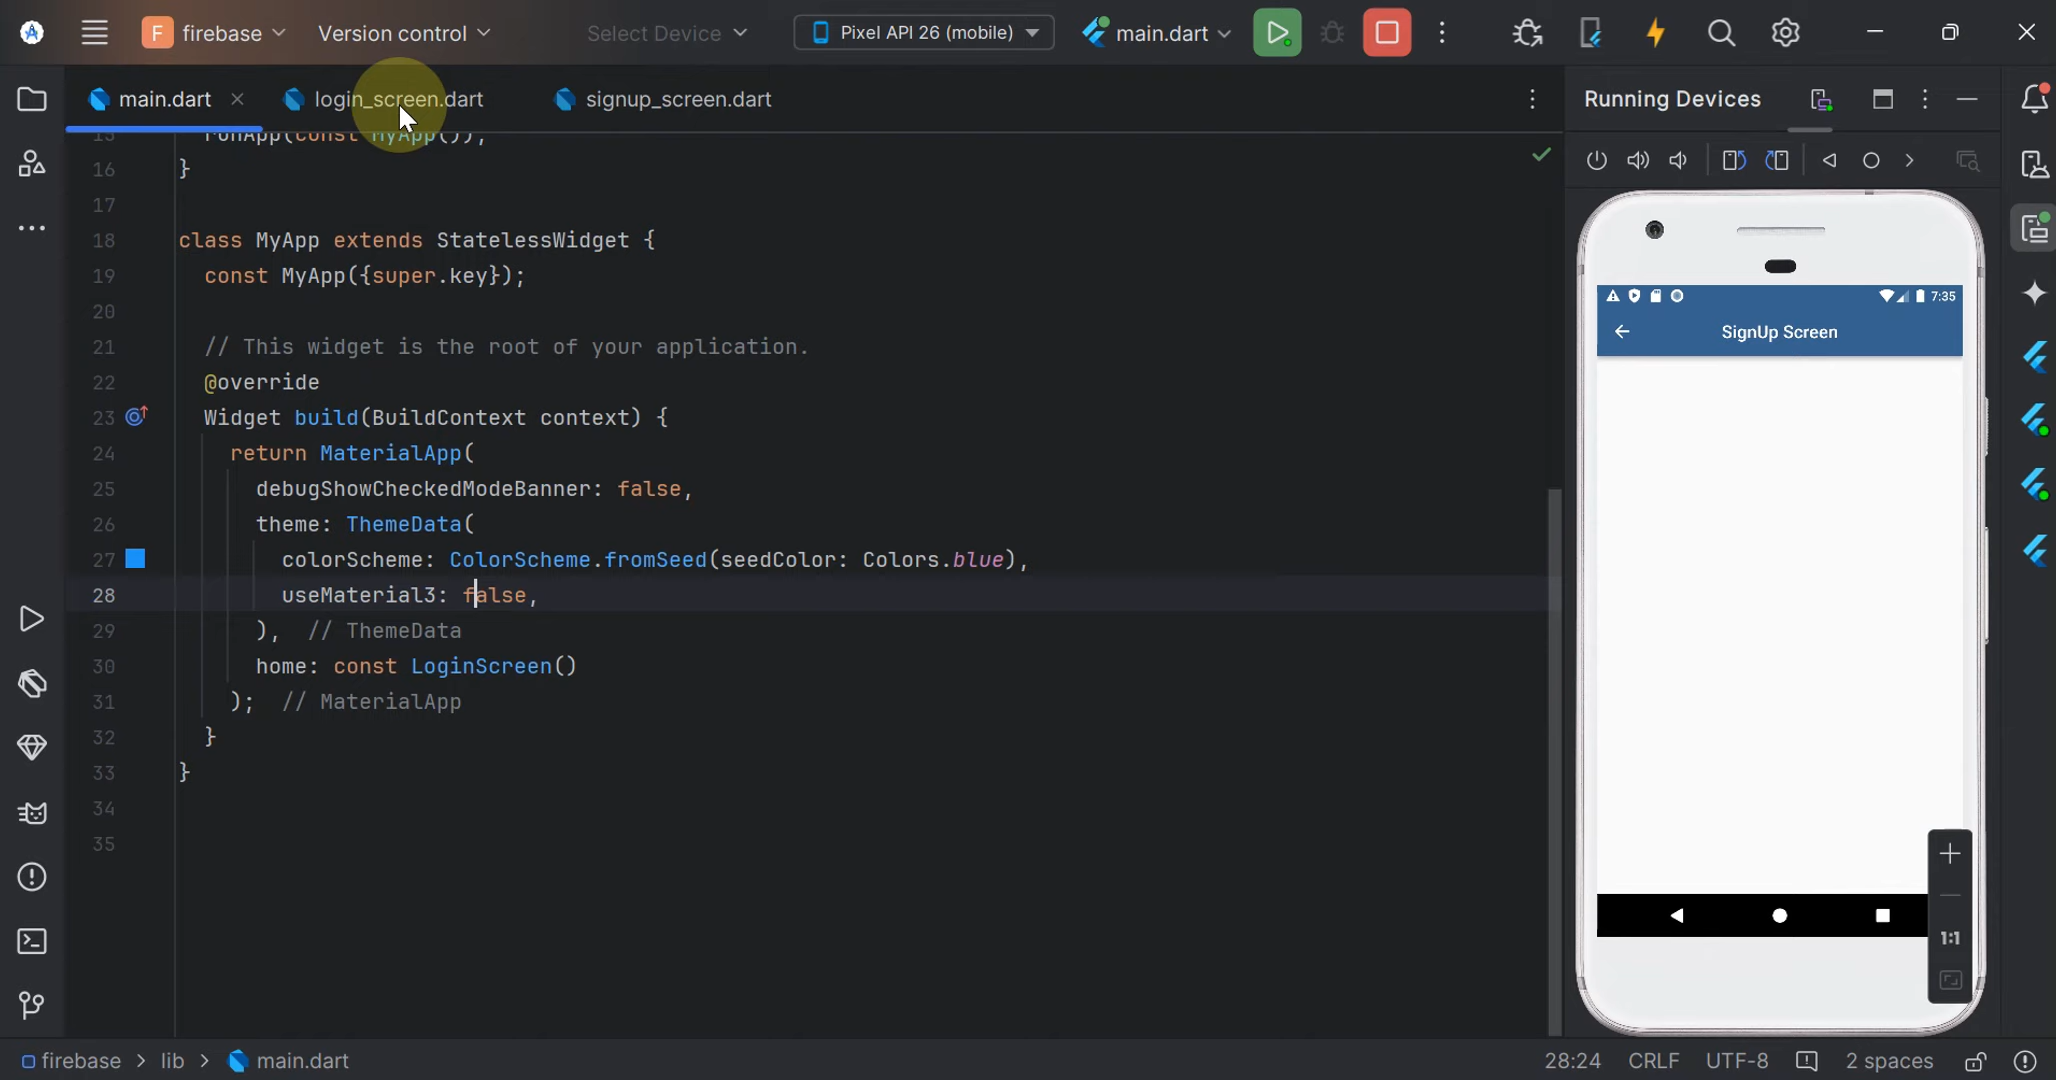 F firebase Version control Select Device Pixel API 26 (mobile) main.dart
main.dart login_screen.dart signup_screen.dart
Running Devices
15 runApp(const MyApp());
16 }
17
18 class MyApp extends StatelessWidget {
19 const MyApp({super.key});
20
21 // This widget is the root of your application.
22 @override
23 Widget build(BuildContext context) {
24 return MaterialApp(
25 debugShowCheckedModeBanner: false,
26 theme: ThemeData(
27 colorScheme: ColorScheme.fromSeed(seedColor: Colors.blue),
28 useMaterial3: false,
29 ), // ThemeData
30 home: const LoginScreen()
31 ); // MaterialApp
32 }
33 }
34
35
7:35
SignUp Screen
1:1
firebase > lib > main.dart
28:24 CRLF UTF-8 2 spaces